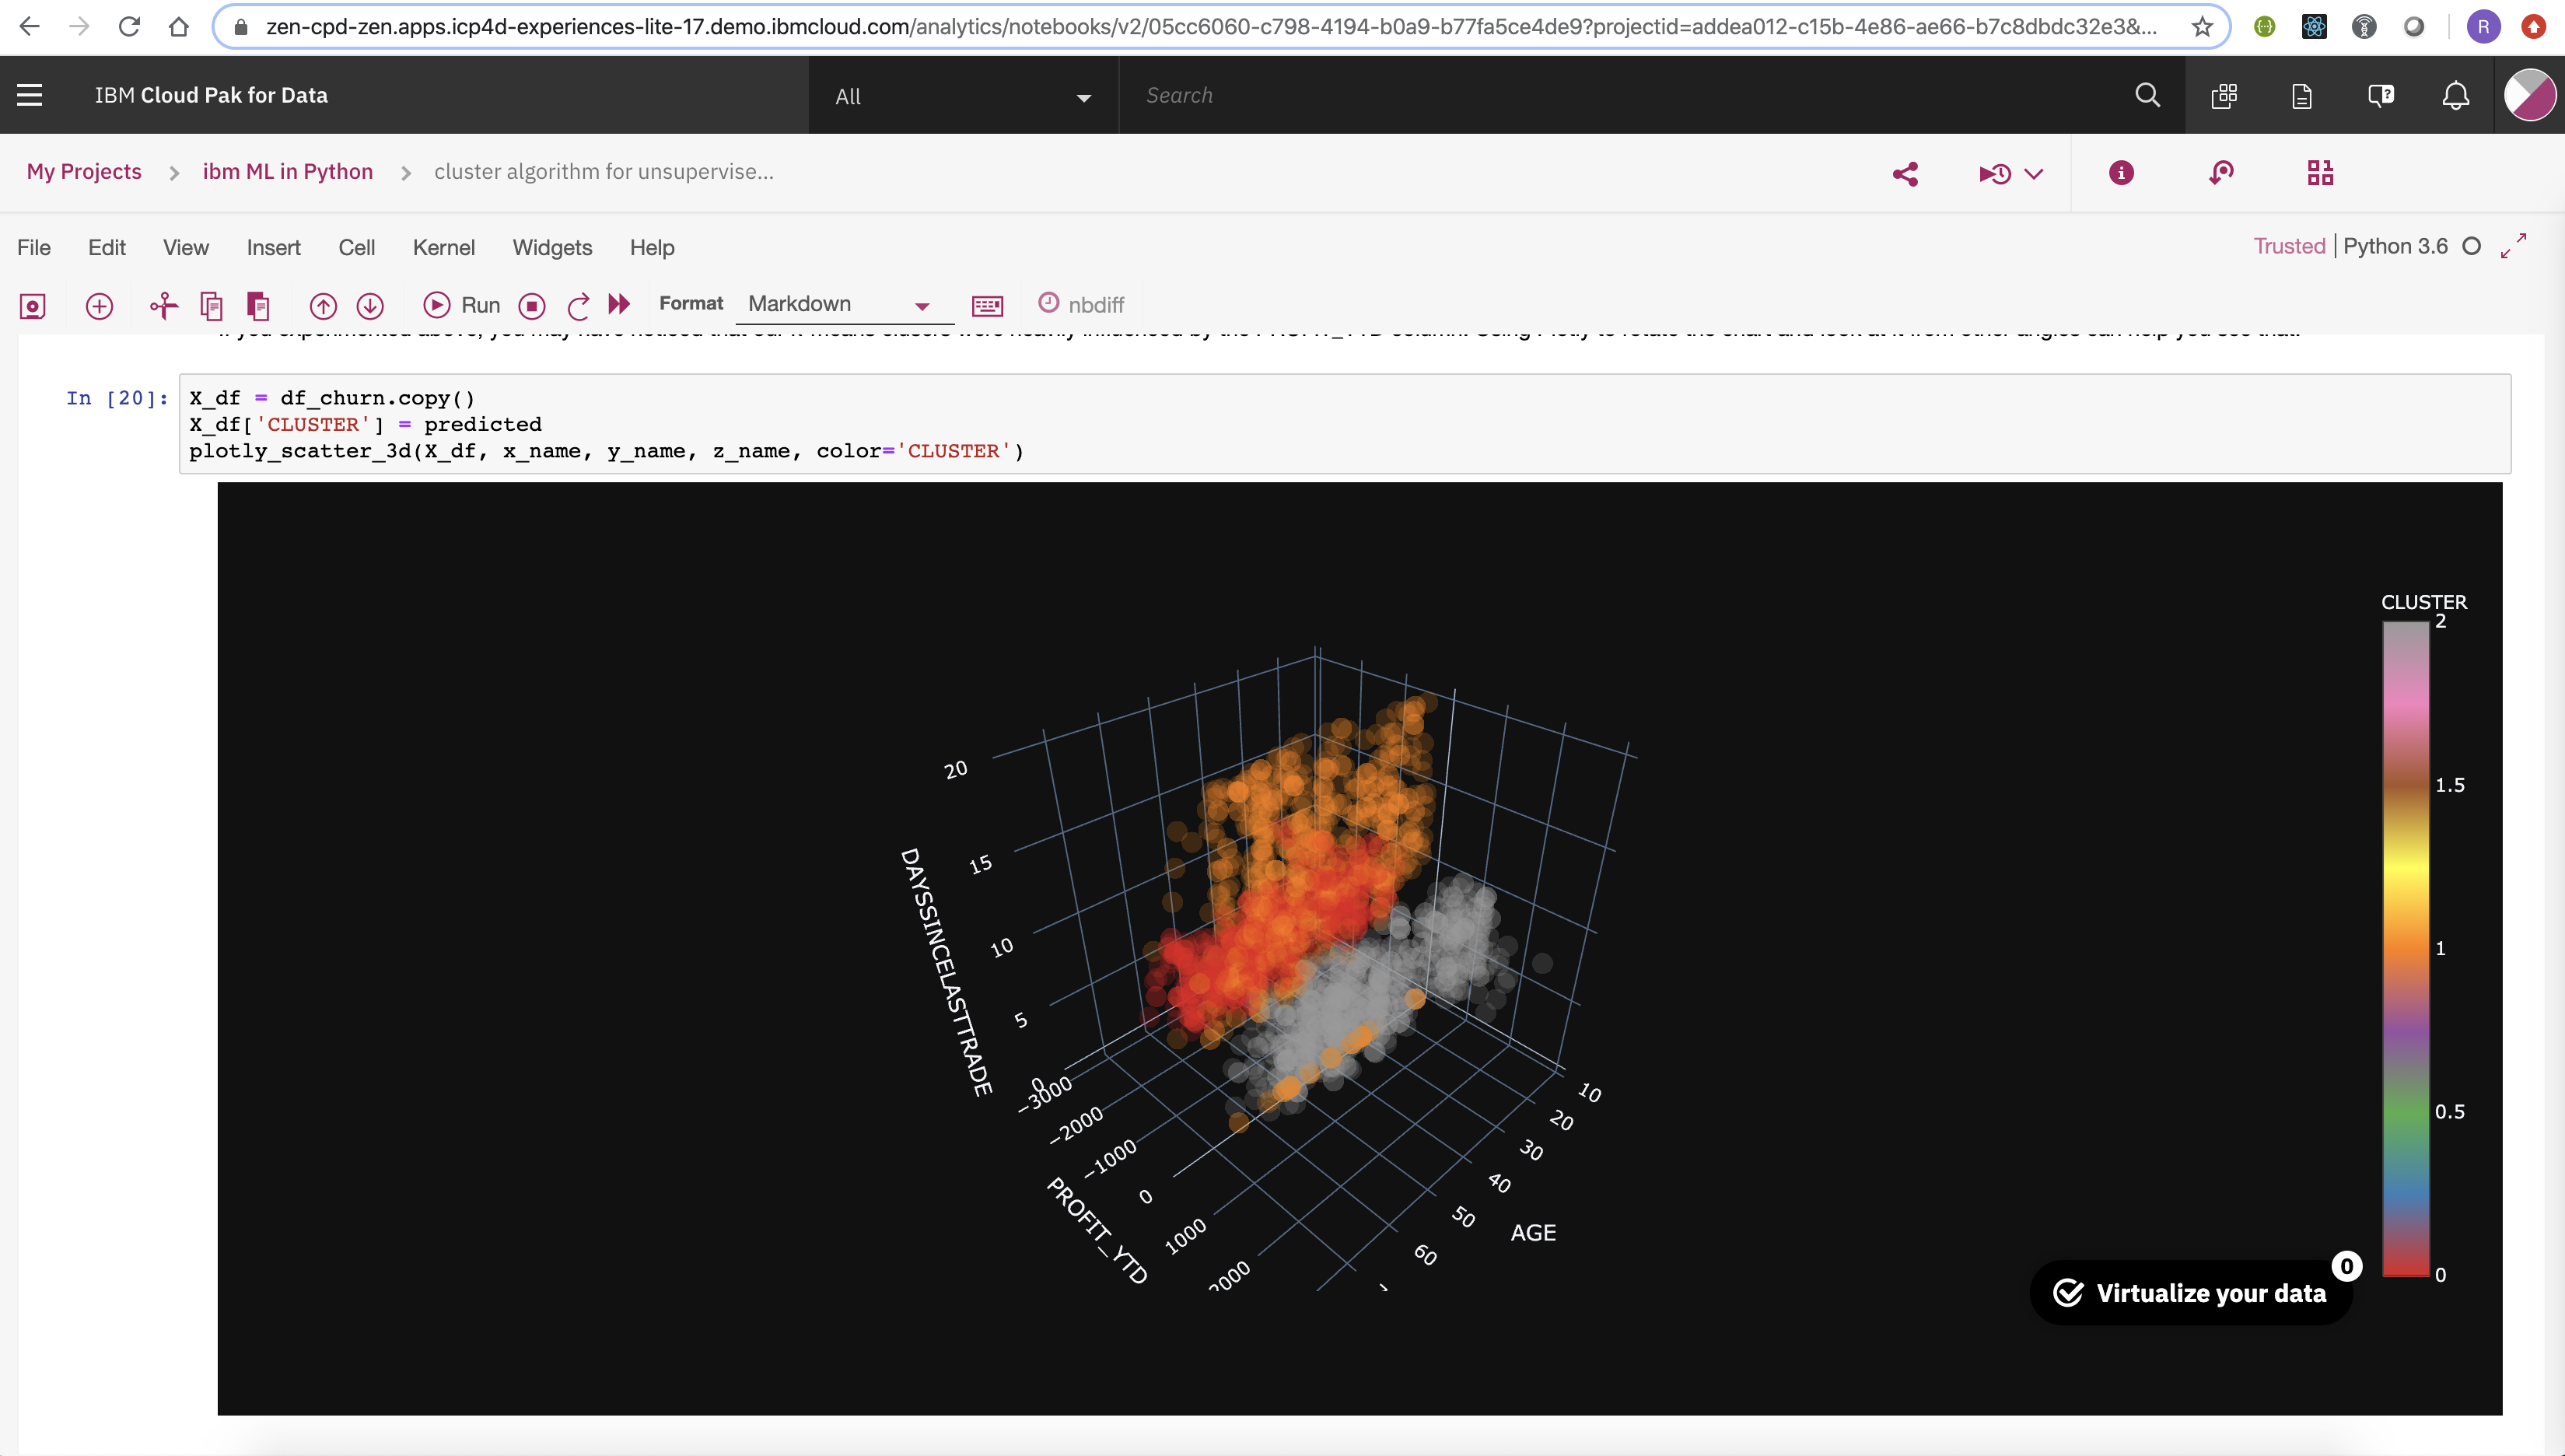 zen-cpd-zen.apps.icp4d-experiences-lite-17.demo.ibmcloud.com/analytics/notebooks/v2/05cc6060-c798-4194-b0a9-b77fa5ce4de9?projectid=addea012-c15b-4e86-ae66-b7c8dbdc32e3&...
R
IBM Cloud Pak for Data
All
Search
My Projects > ibm ML in Python > cluster algorithm for unsupervise...
File Edit View Insert Cell Kernel Widgets Help
Trusted | Python 3.6
Run
Format
Markdown
nbdiff
In [20]:
X_df = df_churn.copy()
X_df['CLUSTER'] = predicted
plotly_scatter_3d(X_df, x_name, y_name, z_name, color='CLUSTER')
CLUSTER
2
1.5
1
0.5
0
20
15
10
5
0
DAYSSINCELASTTRADE
−3000
−2000
−1000
0
1000
2000
PROFIT_YTD
10
20
30
40
50
60
AGE
0
Virtualize your data